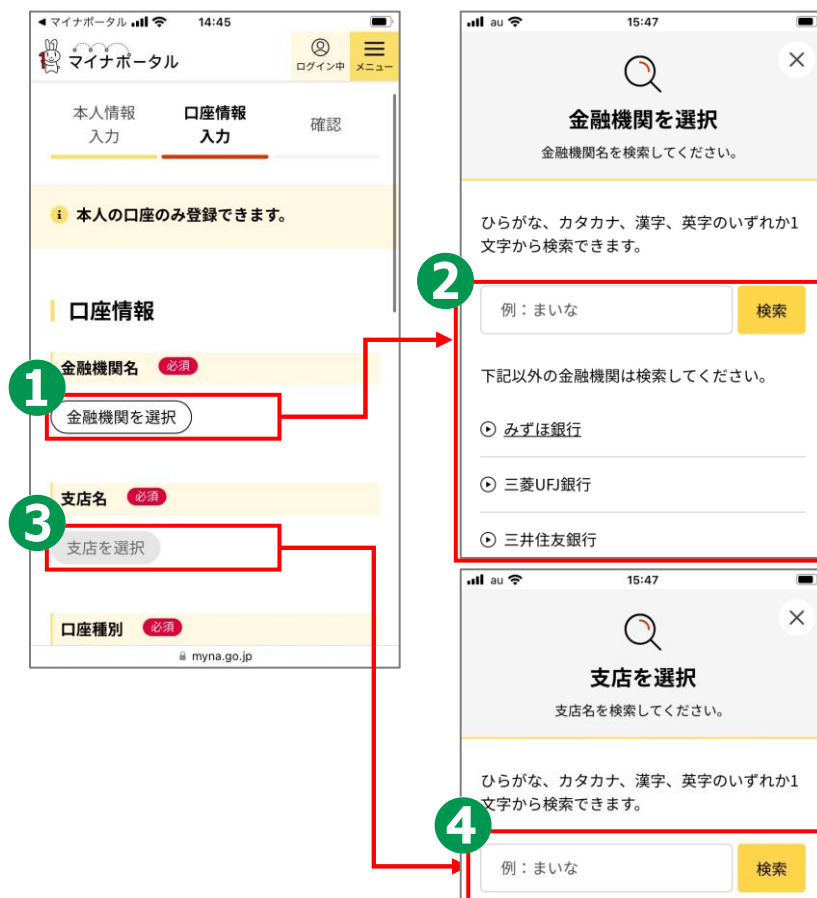 マイナポータル 14:45
マイナポータル
ログイン中 メニュー
本人情報
入力
口座情報
入力
確認
本人の口座のみ登録できます。
口座情報
1
金融機関名 必須
金融機関を選択
3
支店名 必須
支店を選択
口座種別 必須
myna.go.jp
au 15:47
金融機関を選択
金融機関名を検索してください。
ひらがな、カタカナ、漢字、英字のいずれか1
文字から検索できます。
2
例：まいな 検索
下記以外の金融機関は検索してください。
みずほ銀行
三菱UFJ銀行
三井住友銀行
au 15:47
支店を選択
支店名を検索してください。
ひらがな、カタカナ、漢字、英字のいずれか1
文字から検索できます。
4
例：まいな 検索